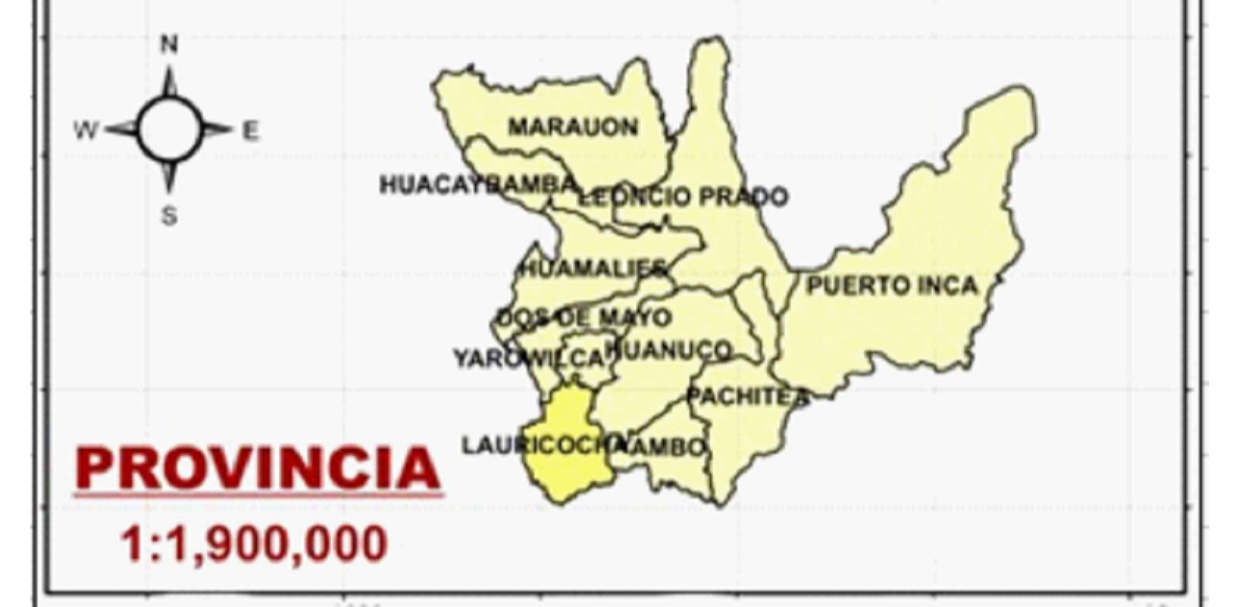 N
W E
S
MARAUON
HUACAYBAMBA
LEONCIO PRADO
HUAMALIES
PUERTO INCA
DOS DE MAYO
HUANUCO
YAROWILCA
PACHITEA
LAURICOCHA
AMBO
PROVINCIA
1:1,900,000